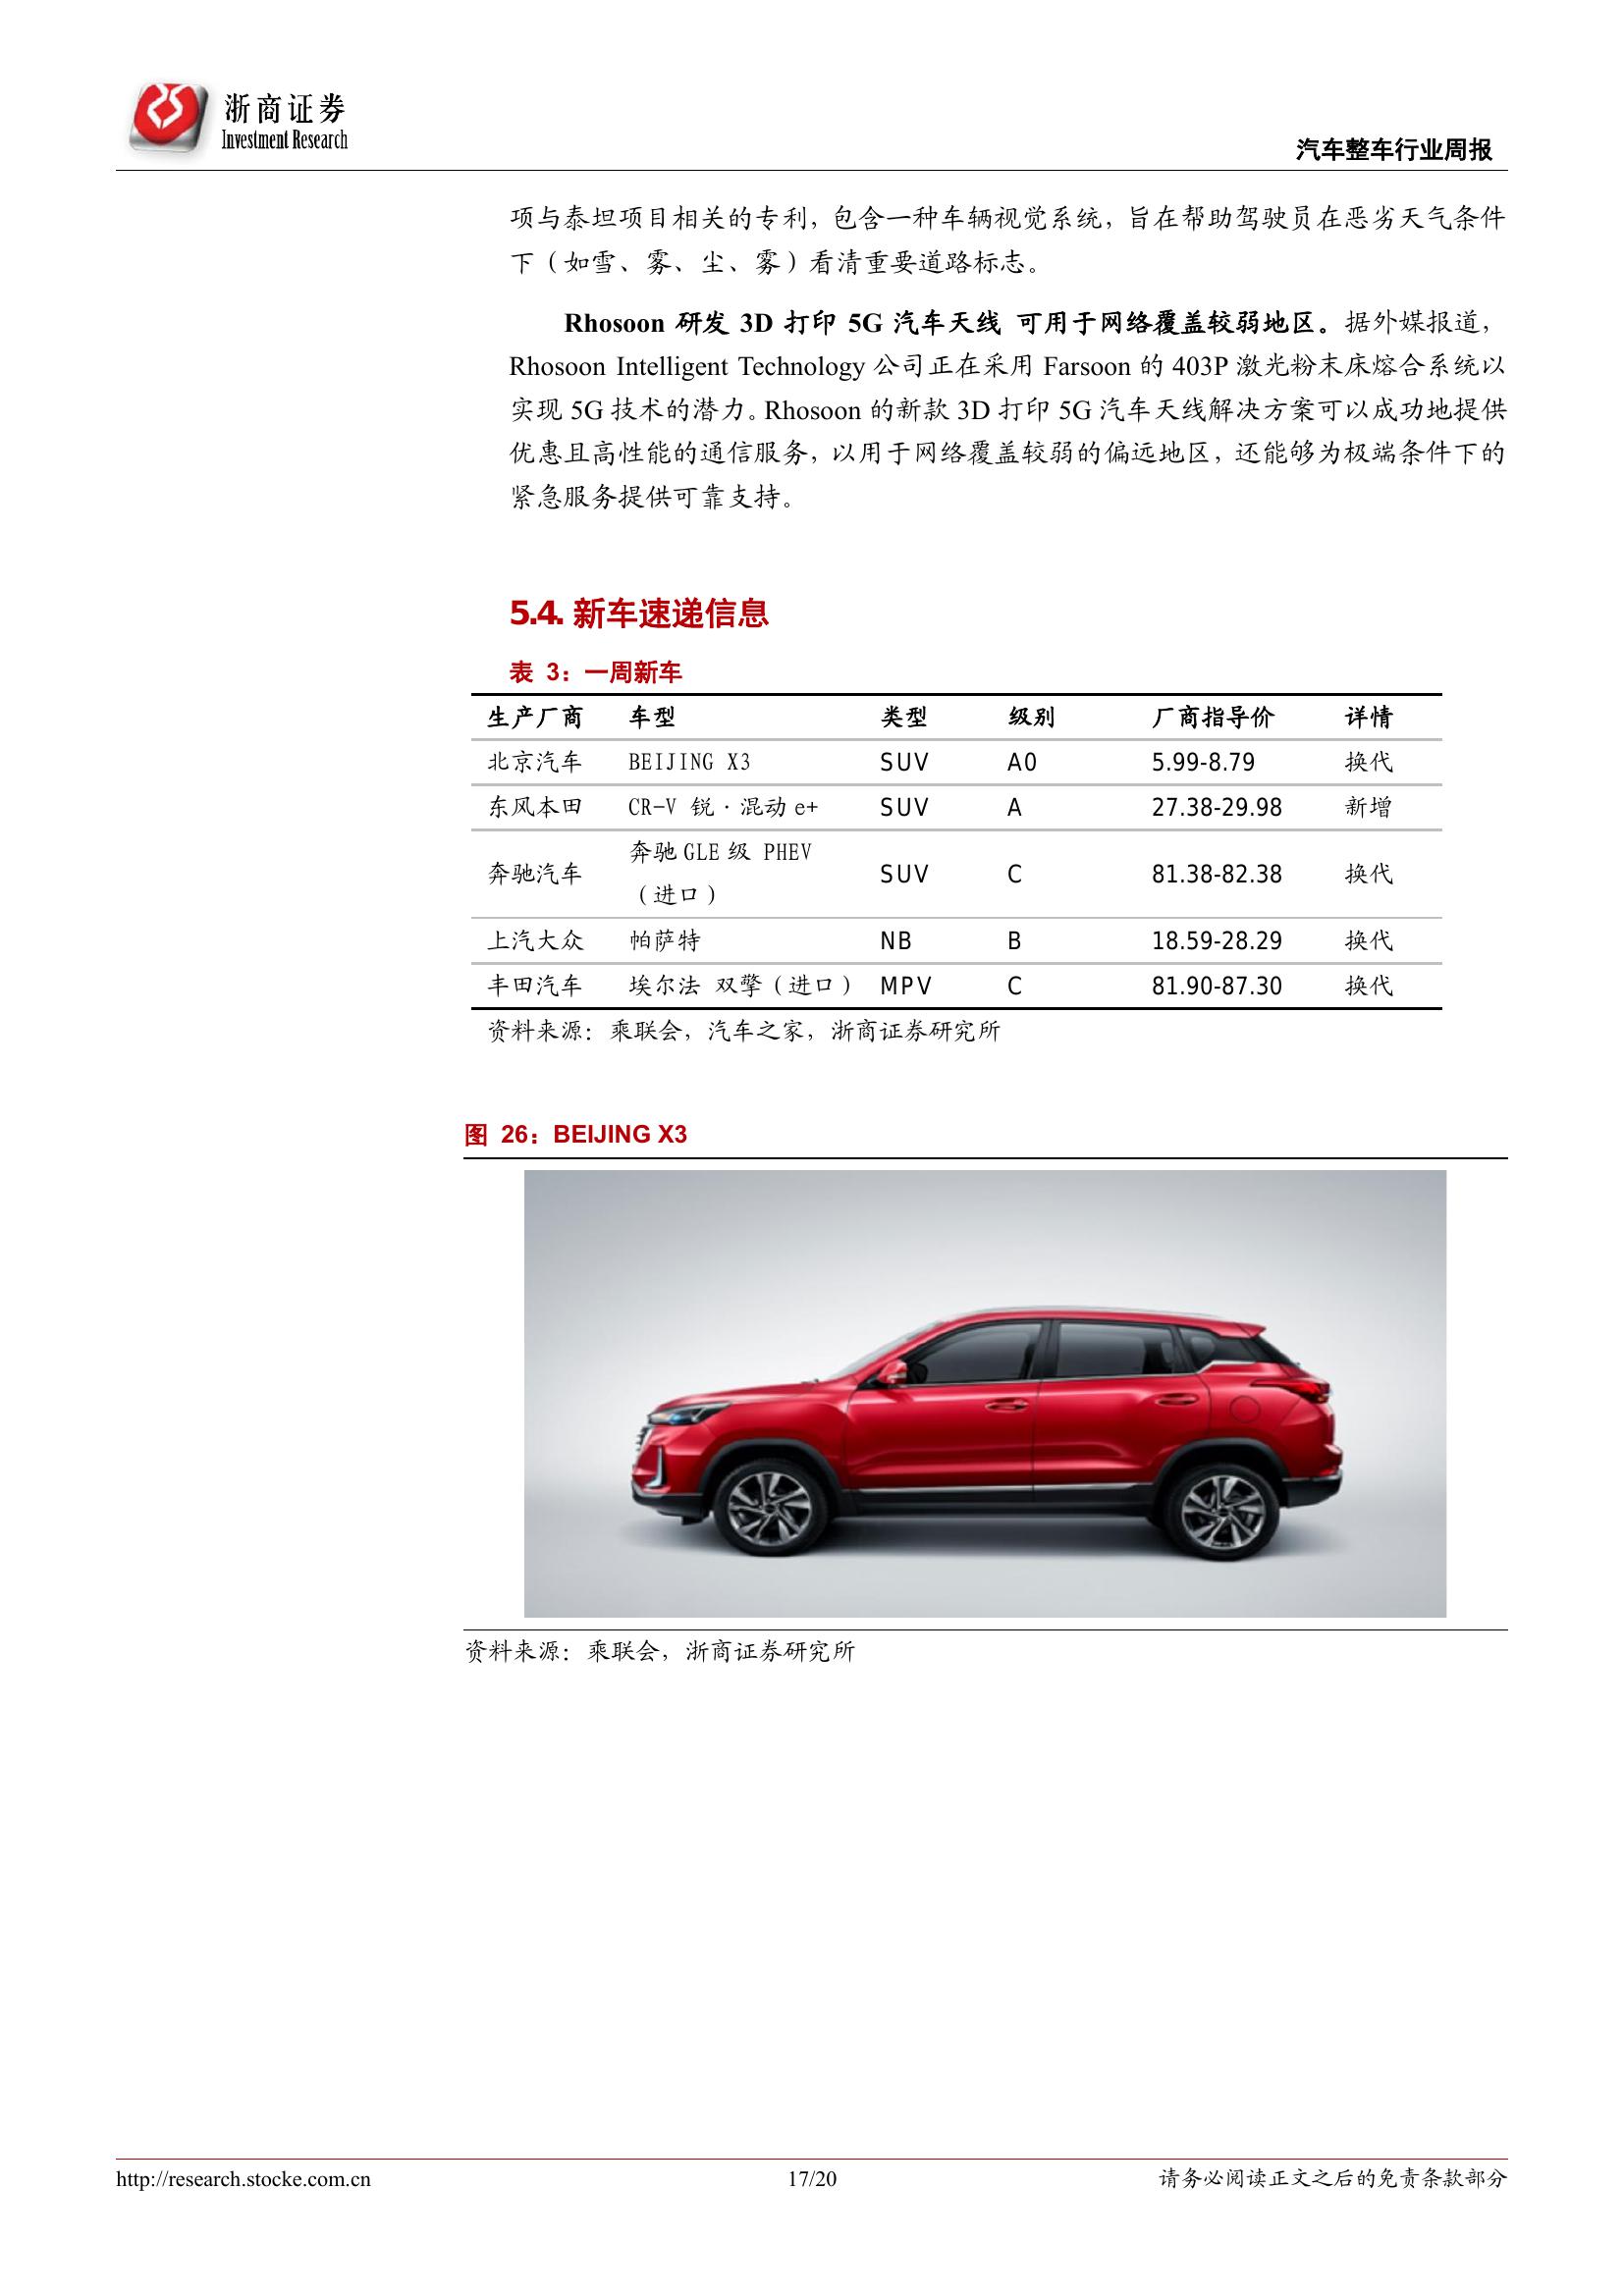 浙商证券
Investment Research
汽车整车行业周报
项与泰坦项目相关的专利，包含一种车辆视觉系统，旨在帮助驾驶员在恶劣天气条件
下（如雪、雾、尘、雾）看清重要道路标志。
Rhosoon 研发 3D 打印 5G 汽车天线 可用于网络覆盖较弱地区。据外媒报道，
Rhosoon Intelligent Technology 公司正在采用 Farsoon 的 403P 激光粉末床熔合系统以
实现 5G 技术的潜力。Rhosoon 的新款 3D 打印 5G 汽车天线解决方案可以成功地提供
优惠且高性能的通信服务，以用于网络覆盖较弱的偏远地区，还能够为极端条件下的
紧急服务提供可靠支持。
5.4. 新车速递信息
表 3：一周新车
生产厂商 车型 类型 级别 厂商指导价 详情
北京汽车 BEIJING X3 SUV A0 5.99-8.79 换代
东风本田 CR-V 锐·混动 e+ SUV A 27.38-29.98 新增
奔驰汽车 奔驰 GLE 级 PHEV
（进口） SUV C 81.38-82.38 换代
上汽大众 帕萨特 NB B 18.59-28.29 换代
丰田汽车 埃尔法 双擎（进口） MPV C 81.90-87.30 换代
资料来源：乘联会，汽车之家，浙商证券研究所
图 26：BEIJING X3
资料来源：乘联会，浙商证券研究所
http://research.stocke.com.cn 17/20 请务必阅读正文之后的免责条款部分